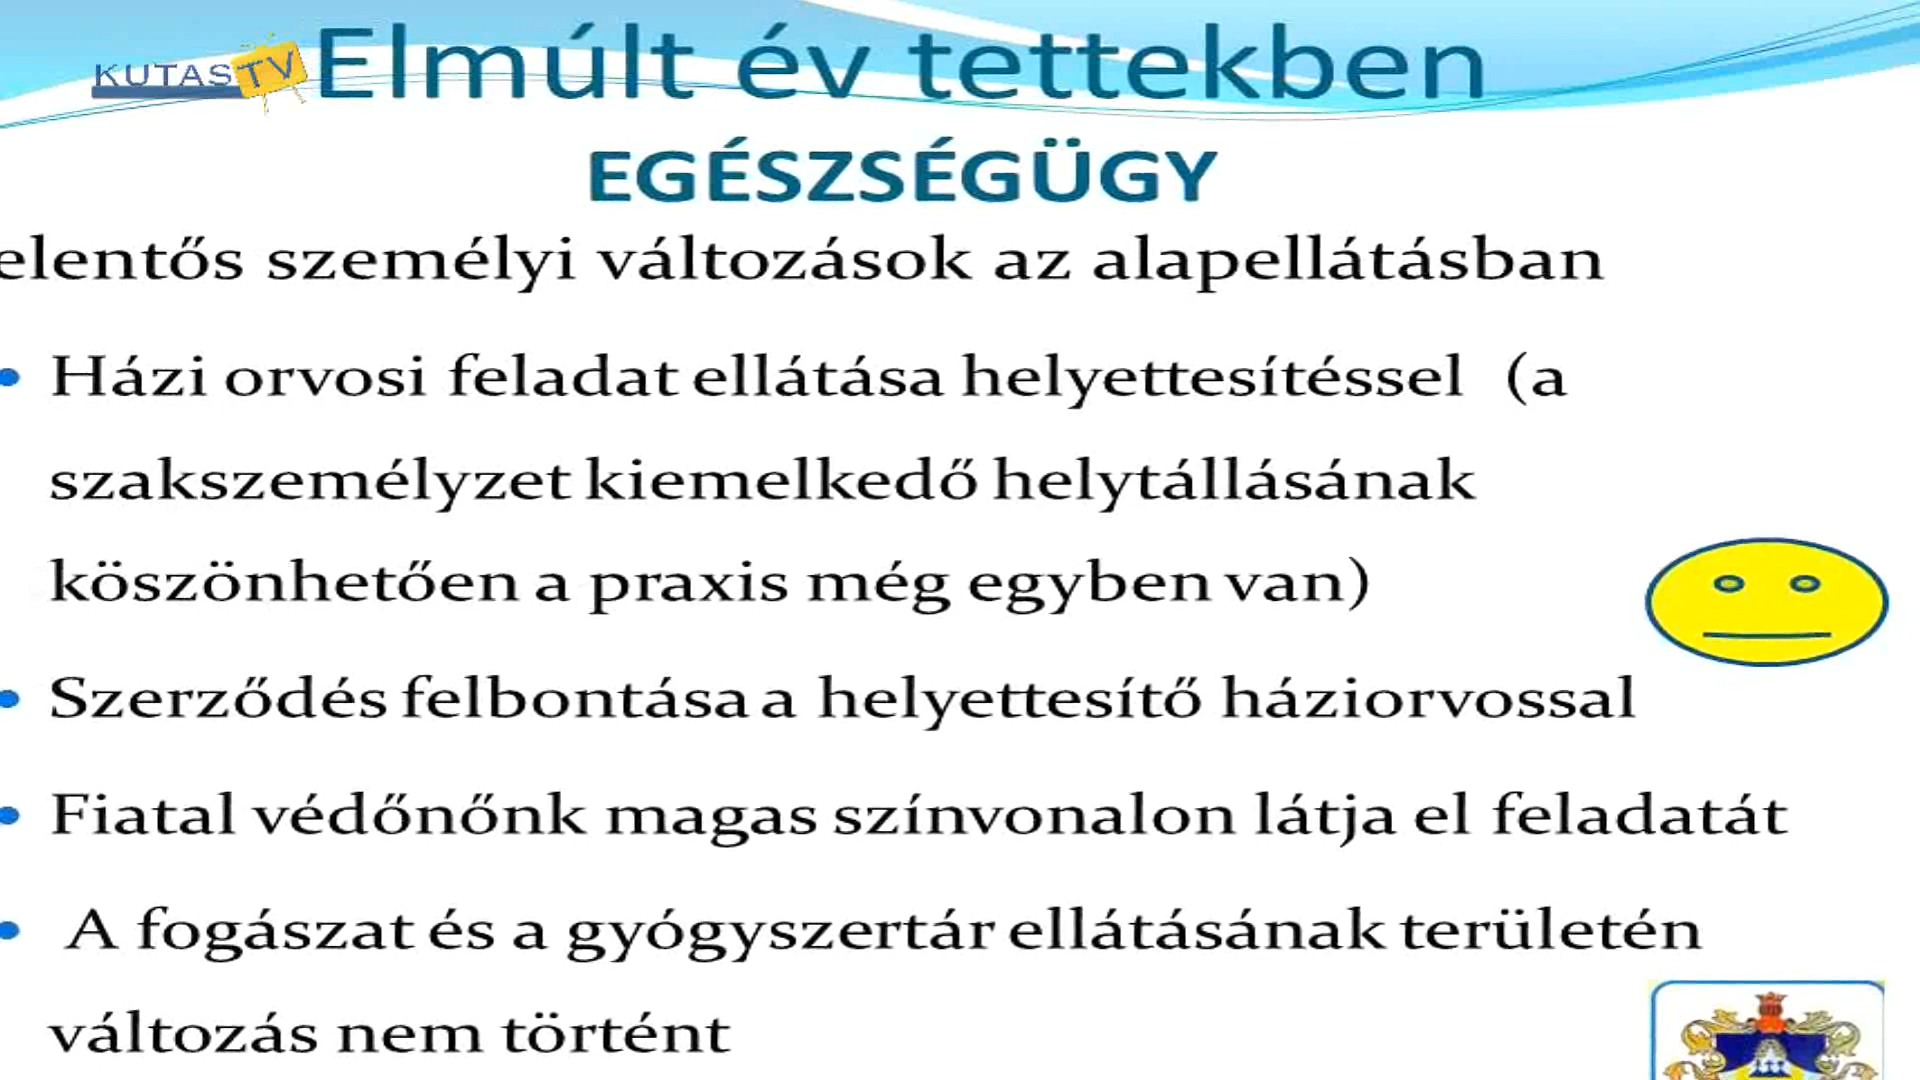 KUTAS TV
Elmúlt év tettekben
EGÉSZSÉGÜGY
elentős személyi változások az alapellátásban
• Házi orvosi feladat ellátása helyettesítéssel (a
szakszemélyzet kiemelkedő helytállásának
köszönhetően a praxis még egyben van)
• Szerződés felbontása a helyettesítő háziorvossal
• Fiatal védőnőnk magas színvonalon látja el feladatát
• A fogászat és a gyógyszertár ellátásának területén
változás nem történt